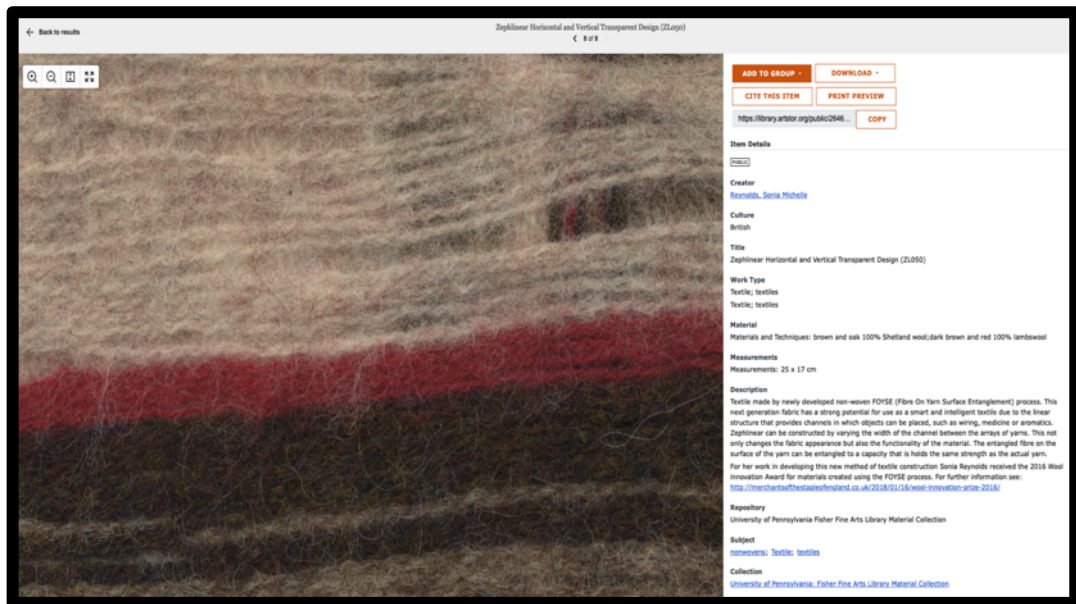 ← Back to results
Zephlinear Horizontal and Vertical Transparent Design (ZL050)
< 8 of 8
ADD TO GROUP
DOWNLOAD
CITE THIS ITEM
PRINT PREVIEW
https://library.artstor.org/public/2646...
COPY
Item Details
PUBLIC
Creator
Reynolds, Sonia Michelle
Culture
British
Title
Zephlinear Horizontal and Vertical Transparent Design (ZL050)
Work Type
Textile; textiles
Textile; textiles
Material
Materials and Techniques: brown and oak 100% Shetland wool;dark brown and red 100% lambswool
Measurements
Measurements: 25 x 17 cm
Description
Textile made by newly developed non-woven FOYSE (Fibre On Yarn Surface Entanglement) process. This
next generation fabric has a strong potential for use as a smart and intelligent textile due to the linear
structure that provides channels in which objects can be placed, such as wiring, medicine or aromatics.
Zephlinear can be constructed by varying the width of the channel between the arrays of yarns. This not
only changes the fabric appearance but also the functionality of the material. The entangled fibre on the
surface of the yarn can be entangled to a capacity that is holds the same strength as the actual yarn.
For her work in developing this new method of textile construction Sonia Reynolds received the 2016 Wool
innovation Award for materials created using the FOYSE process. For further information see:
http://merchantsofthestapleofengland.co.uk/2018/01/16/wool-innovation-prize-2016/
Repository
University of Pennsylvania Fisher Fine Arts Library Material Collection
Subject
nonwovens; Textile; textiles
Collection
University of Pennsylvania: Fisher Fine Arts Library Material Collection